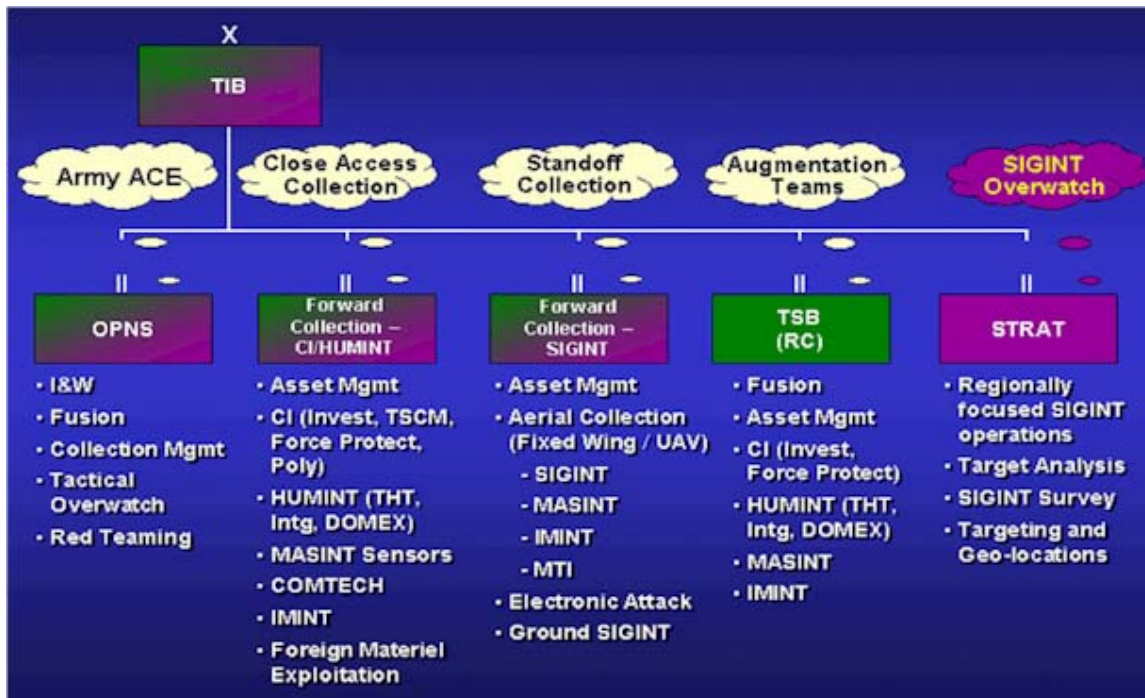 X
TIB
Army ACE
Close Access
Collection
Standoff
Collection
Augmentation
Teams
SIGINT
Overwatch
II
OPNS
• I&W
• Fusion
• Collection Mgmt
• Tactical
Overwatch
• Red Teaming
II
Forward
Collection –
CI/HUMINT
• Asset Mgmt
• CI (Invest, TSCM,
Force Protect,
Poly)
• HUMINT (THT,
Intg, DOMEX)
• MASINT Sensors
• COMTECH
• IMINT
• Foreign Materiel
Exploitation
II
Forward
Collection –
SIGINT
• Asset Mgmt
• Aerial Collection
(Fixed Wing / UAV)
- SIGINT
- MASINT
- IMINT
- MTI
• Electronic Attack
• Ground SIGINT
II
TSB
(RC)
• Fusion
• Asset Mgmt
• CI (Invest,
Force Protect)
• HUMINT (THT,
Intg, DOMEX)
• MASINT
• IMINT
II
STRAT
• Regionally
focused SIGINT
operations
• Target Analysis
• SIGINT Survey
• Targeting and
Geo-locations